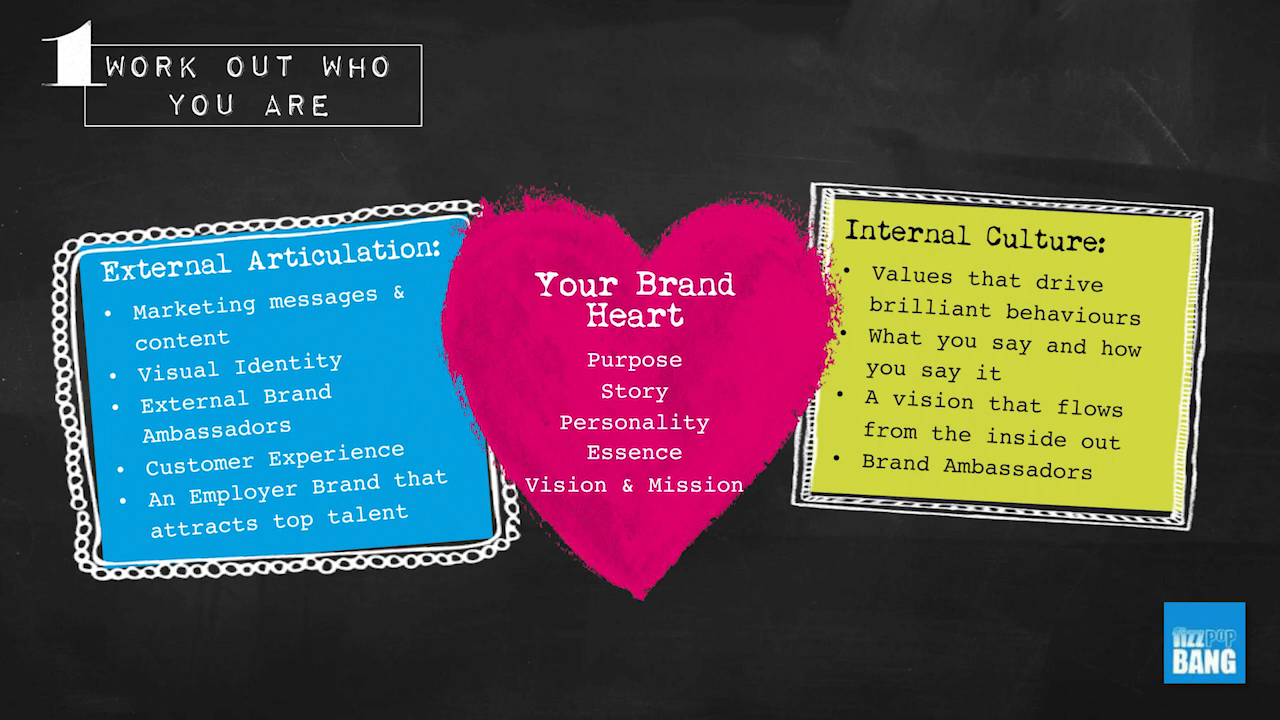 1
WORK OUT WHO
YOU ARE
External Articulation:
• Marketing messages &
content
• Visual Identity
• External Brand
Ambassadors
• Customer Experience
• An Employer Brand that
attracts top talent
Your Brand
Heart
Purpose
Story
Personality
Essence
Vision & Mission
Internal Culture:
• Values that drive
brilliant behaviours
• What you say and how
you say it
• A vision that flows
from the inside out
• Brand Ambassadors
fizzpop
BANG